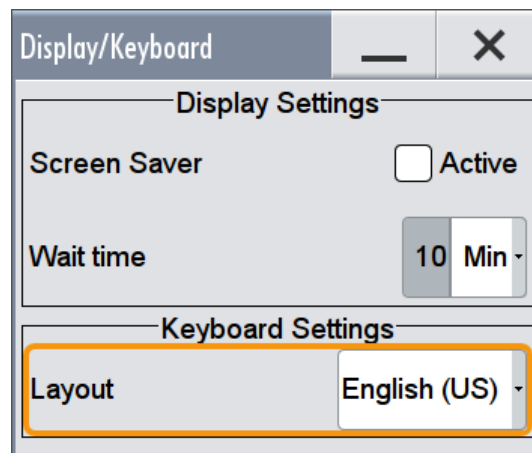 Display/Keyboard
Display Settings
Screen Saver Active
Wait time 10 Min
Keyboard Settings
Layout English (US)